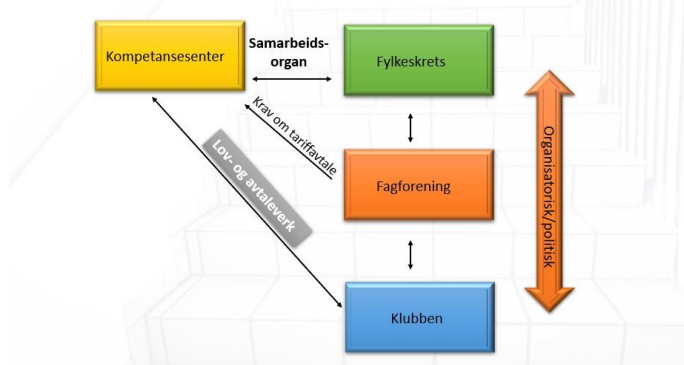 Kompetansesenter
Samarbeids-
organ
Fylkeskrets
Krav om tariffavtale
Lov- og avtaleverk
Fagforening
Organisatorisk/politisk
Klubben